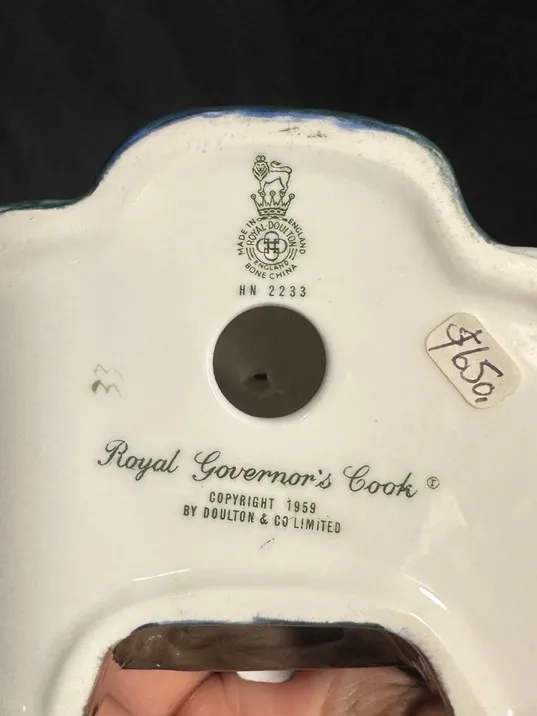 MADE IN ENGLAND
ROYAL DOULTON
ENGLAND
BONE CHINA
HN 2233
$650.
33
Royal Governor's Cook ®
COPYRIGHT 1959
BY DOULTON & CO LIMITED